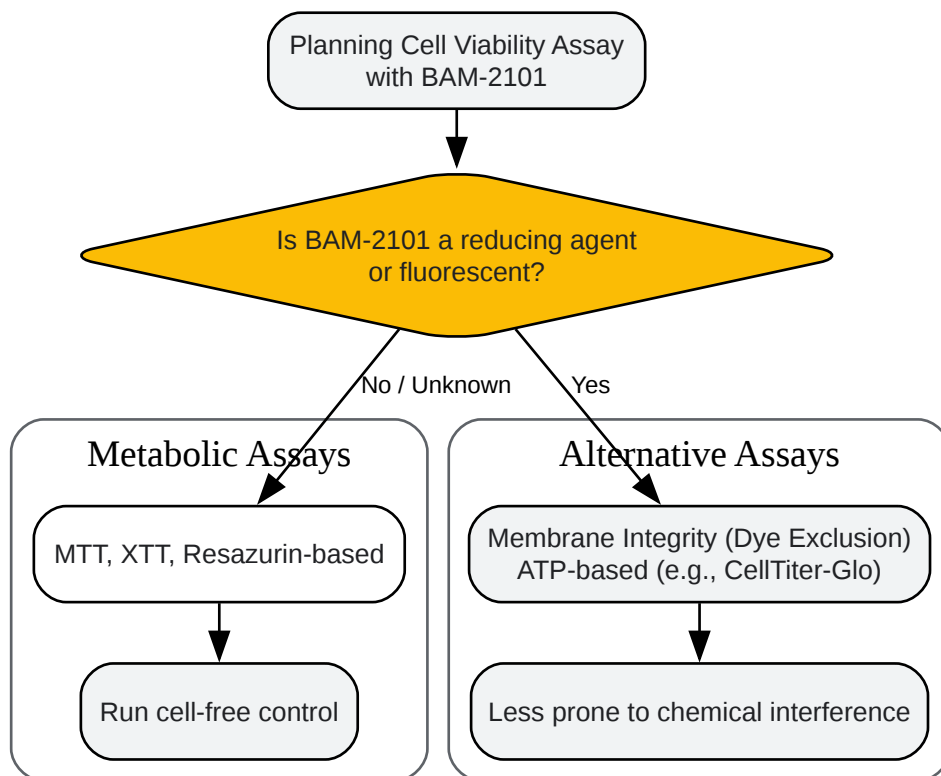 Planning Cell Viability Assay
with BAM-2101
Is BAM-2101 a reducing agent
or fluorescent?
No / Unknown
Yes
Metabolic Assays
MTT, XTT, Resazurin-based
Run cell-free control
Alternative Assays
Membrane Integrity (Dye Exclusion)
ATP-based (e.g., CellTiter-Glo)
Less prone to chemical interference